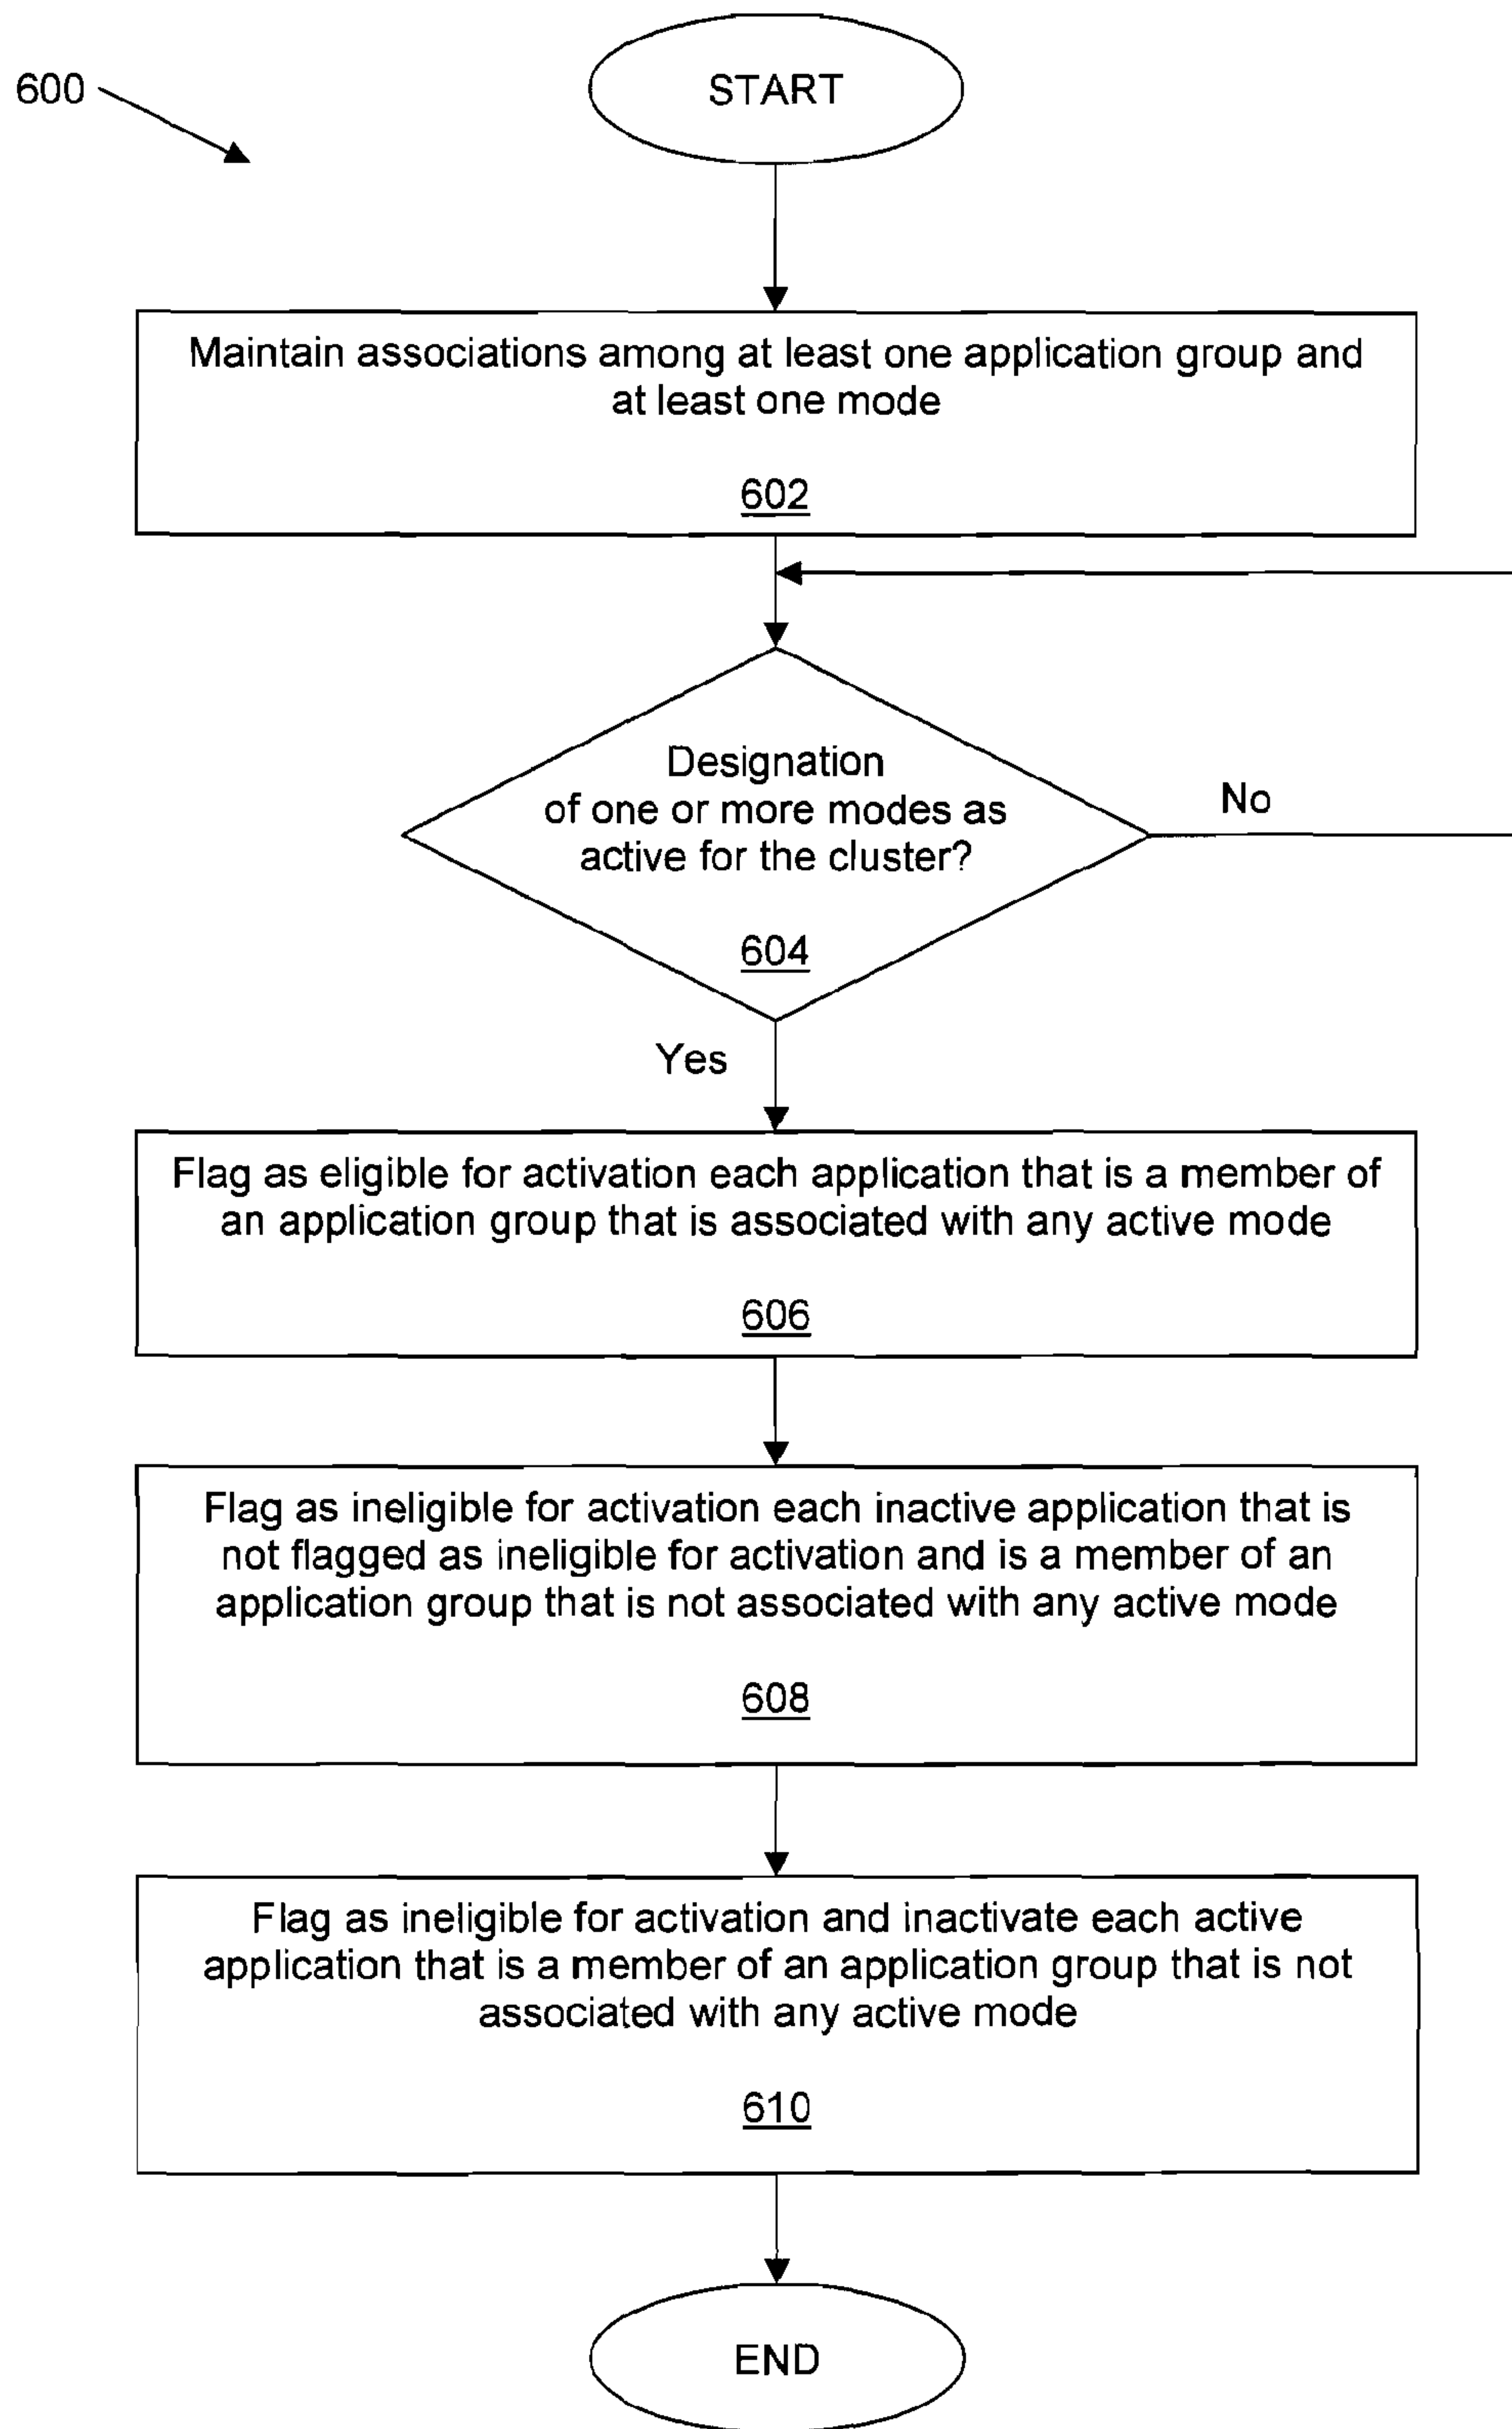 600
START
Maintain associations among at least one application group and
at least one mode
602
Designation
of one or more modes as
active for the cluster?
604
No
Yes
Flag as eligible for activation each application that is a member of
an application group that is associated with any active mode
606
Flag as ineligible for activation each inactive application that is
not flagged as ineligible for activation and is a member of an
application group that is not associated with any active mode
608
Flag as ineligible for activation and inactivate each active
application that is a member of an application group that is not
associated with any active mode
610
END